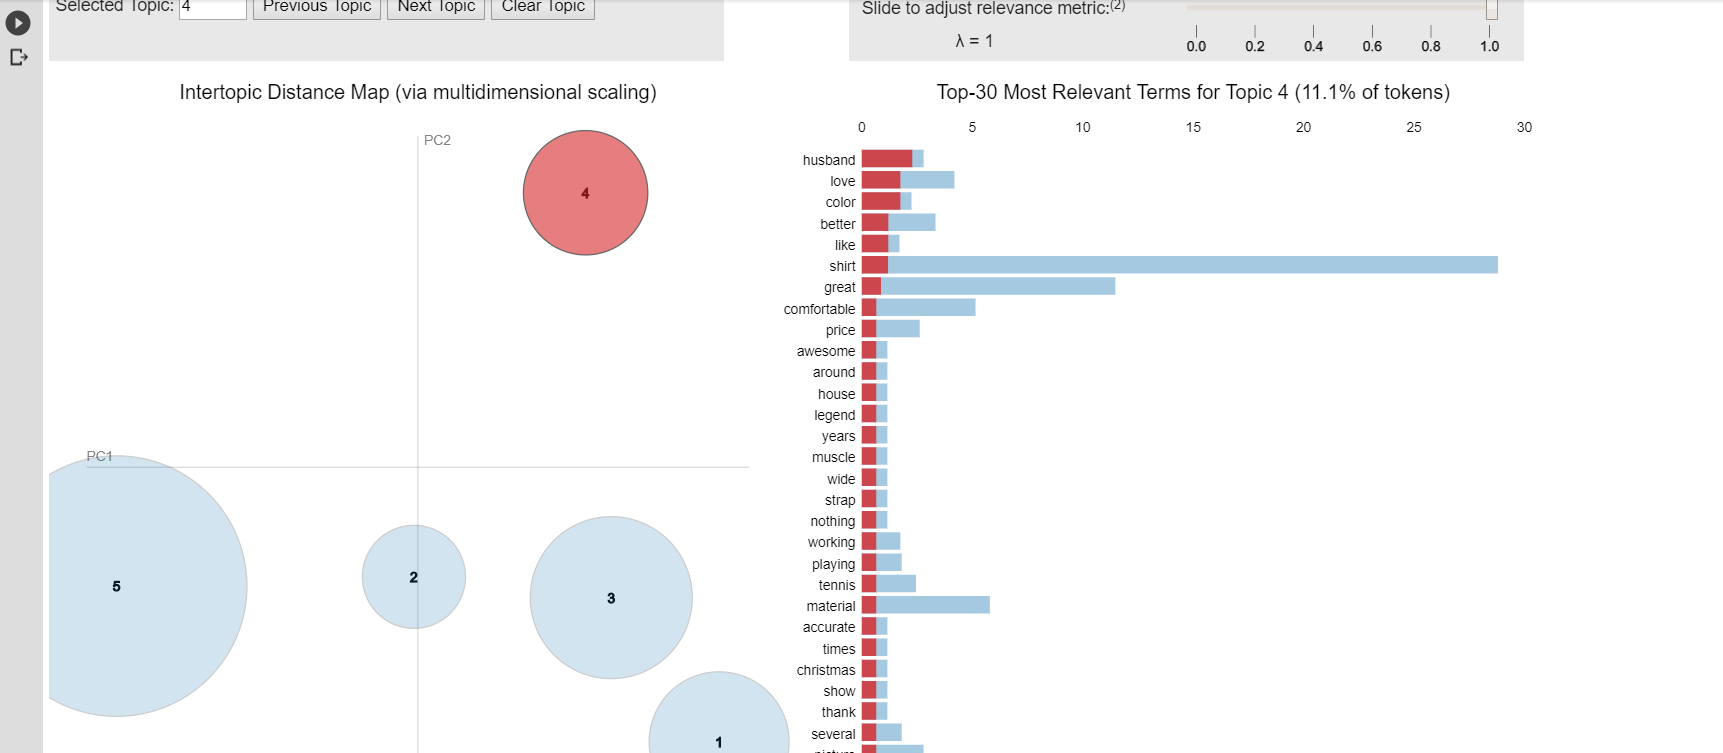 Selected Topic: 4 Previous Topic Next Topic Clear Topic
Slide to adjust relevance metric:(2)
λ = 1
0.0 0.2 0.4 0.6 0.8 1.0
Intertopic Distance Map (via multidimensional scaling)
PC2
PC1
4
5
2
3
1
Top-30 Most Relevant Terms for Topic 4 (11.1% of tokens)
0 5 10 15 20 25 30
husband
love
color
better
like
shirt
great
comfortable
price
awesome
around
house
legend
years
muscle
wide
strap
nothing
working
playing
tennis
material
accurate
times
christmas
show
thank
several
picture